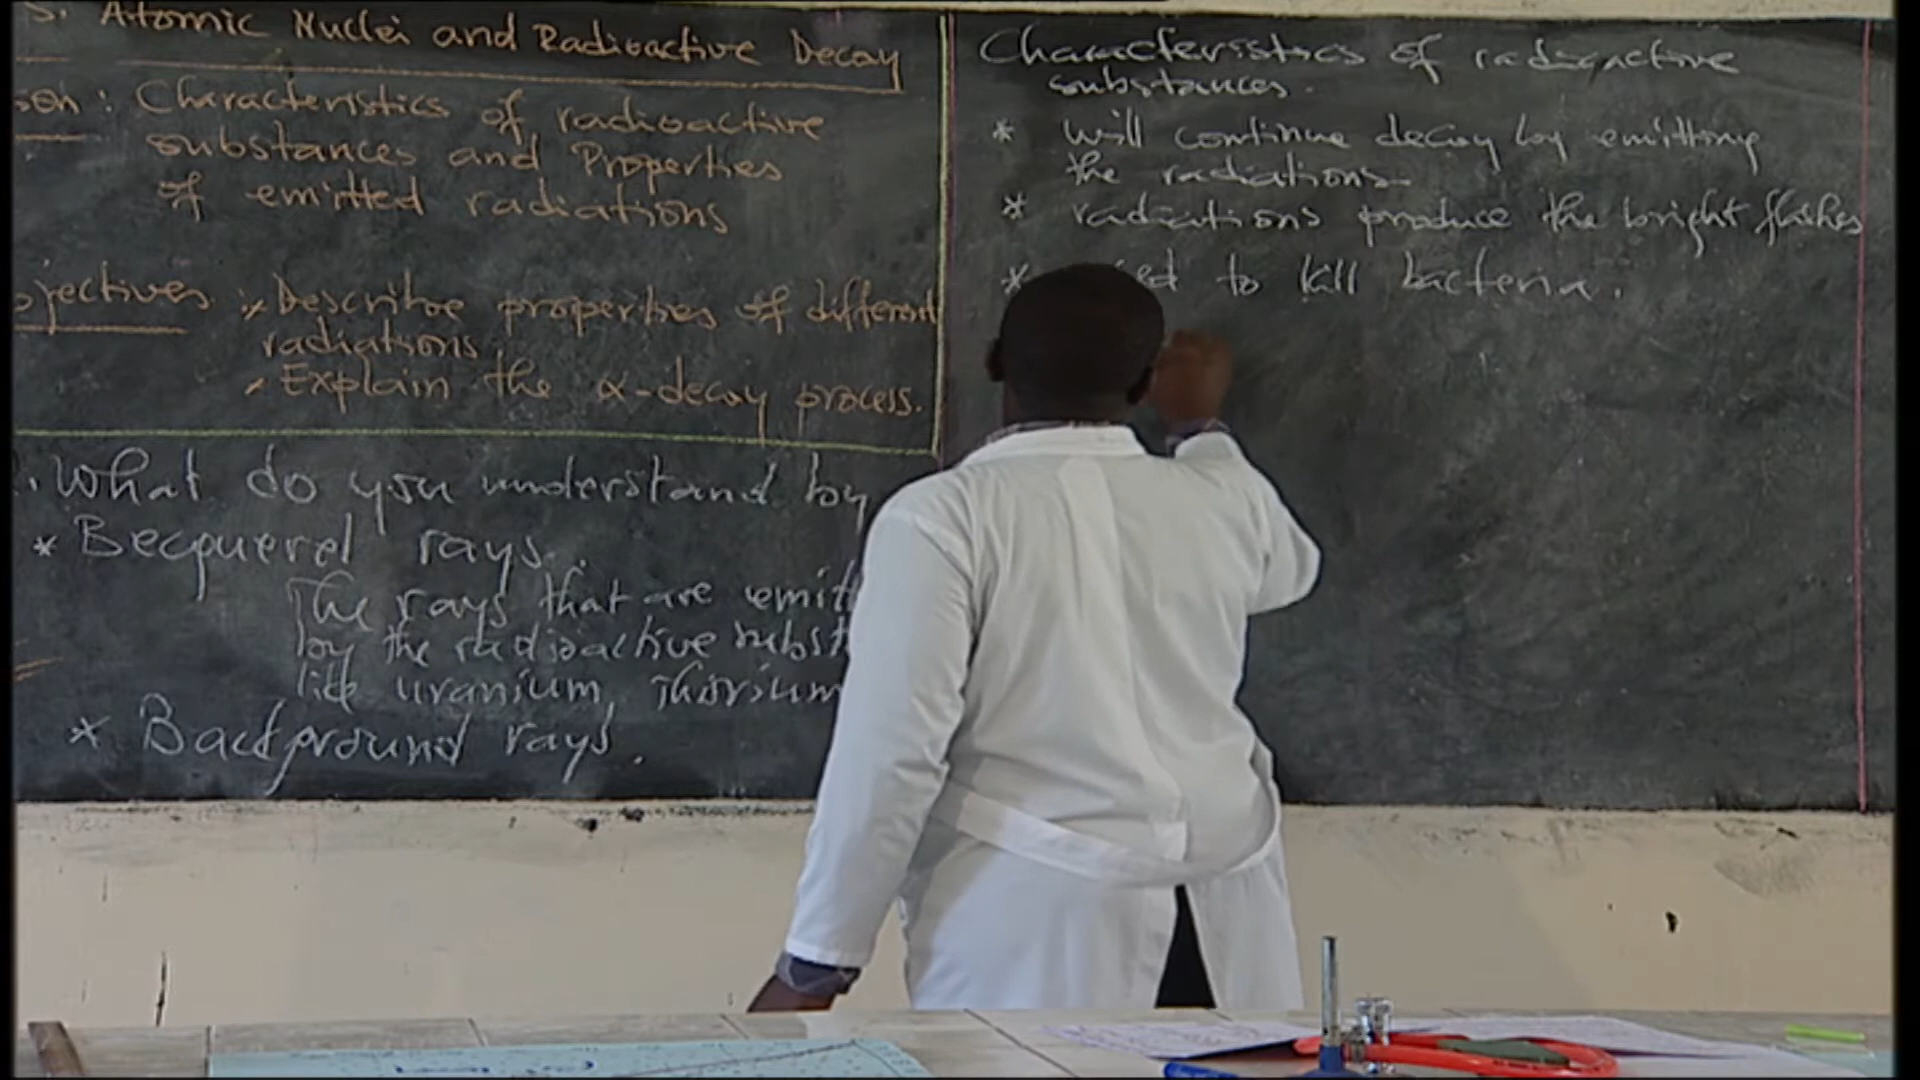 5. Atomic Nuclei and Radioactive Decay
son: Characteristics of radioactive
substances and Properties
of emitted radiations
ojectives * Describe properties of different
radiations
* Explain the α-decay process.
. What do you understand by
* Becquerel rays.
The rays that are emit
by the radioactive subst
like uranium, Thorium
* Background rays.
Characteristics of radioactive
substances.
* will continue decay by emitting
the radiations
* radiations produce the bright flashes
* to kill bacteria.